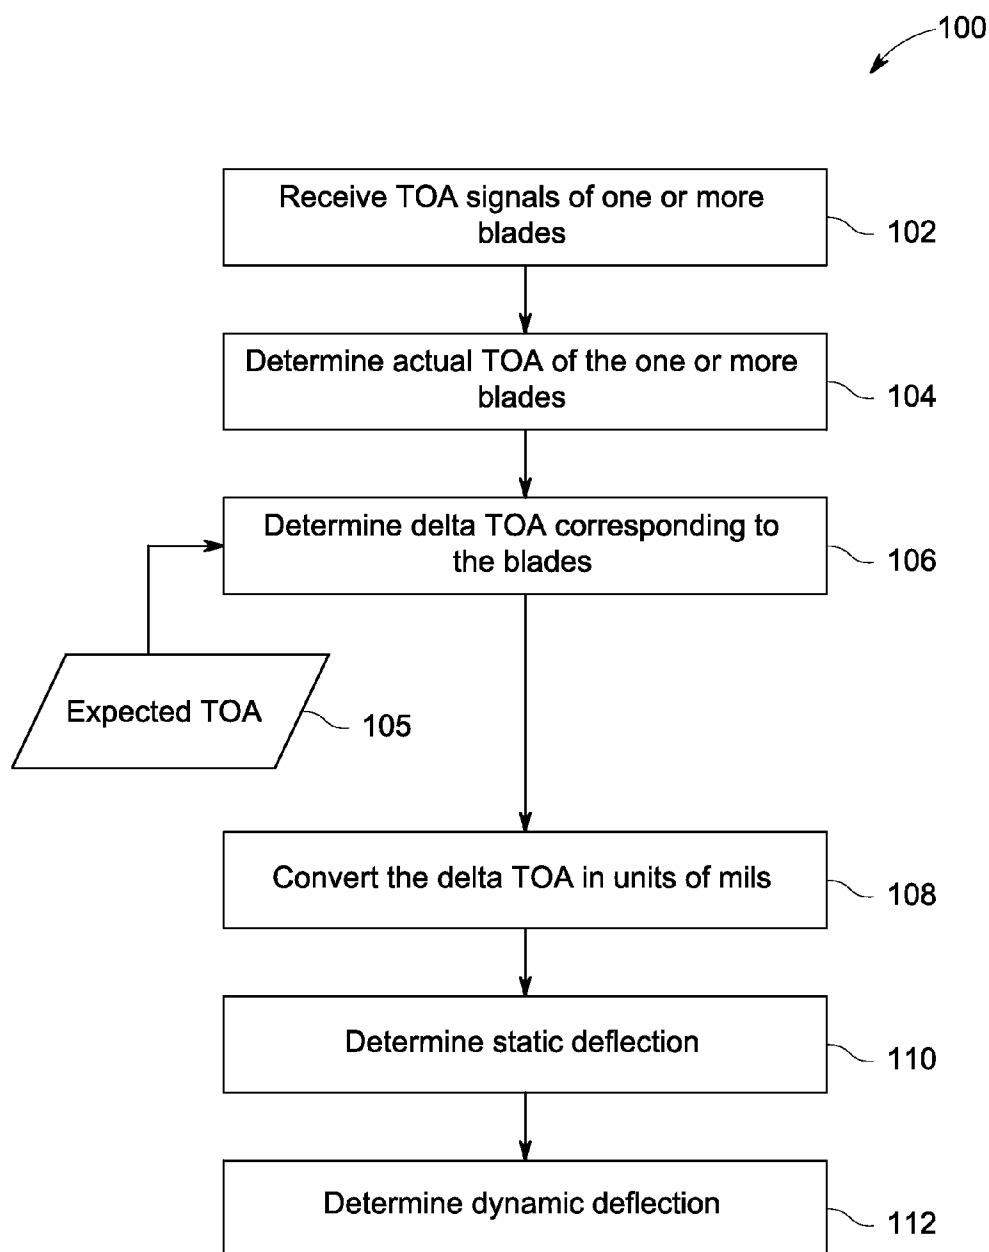 100
Receive TOA signals of one or more
blades
102
Determine actual TOA of the one or more
blades
104
Determine delta TOA corresponding to
the blades
106
Expected TOA
105
Convert the delta TOA in units of mils
108
Determine static deflection
110
Determine dynamic deflection
112